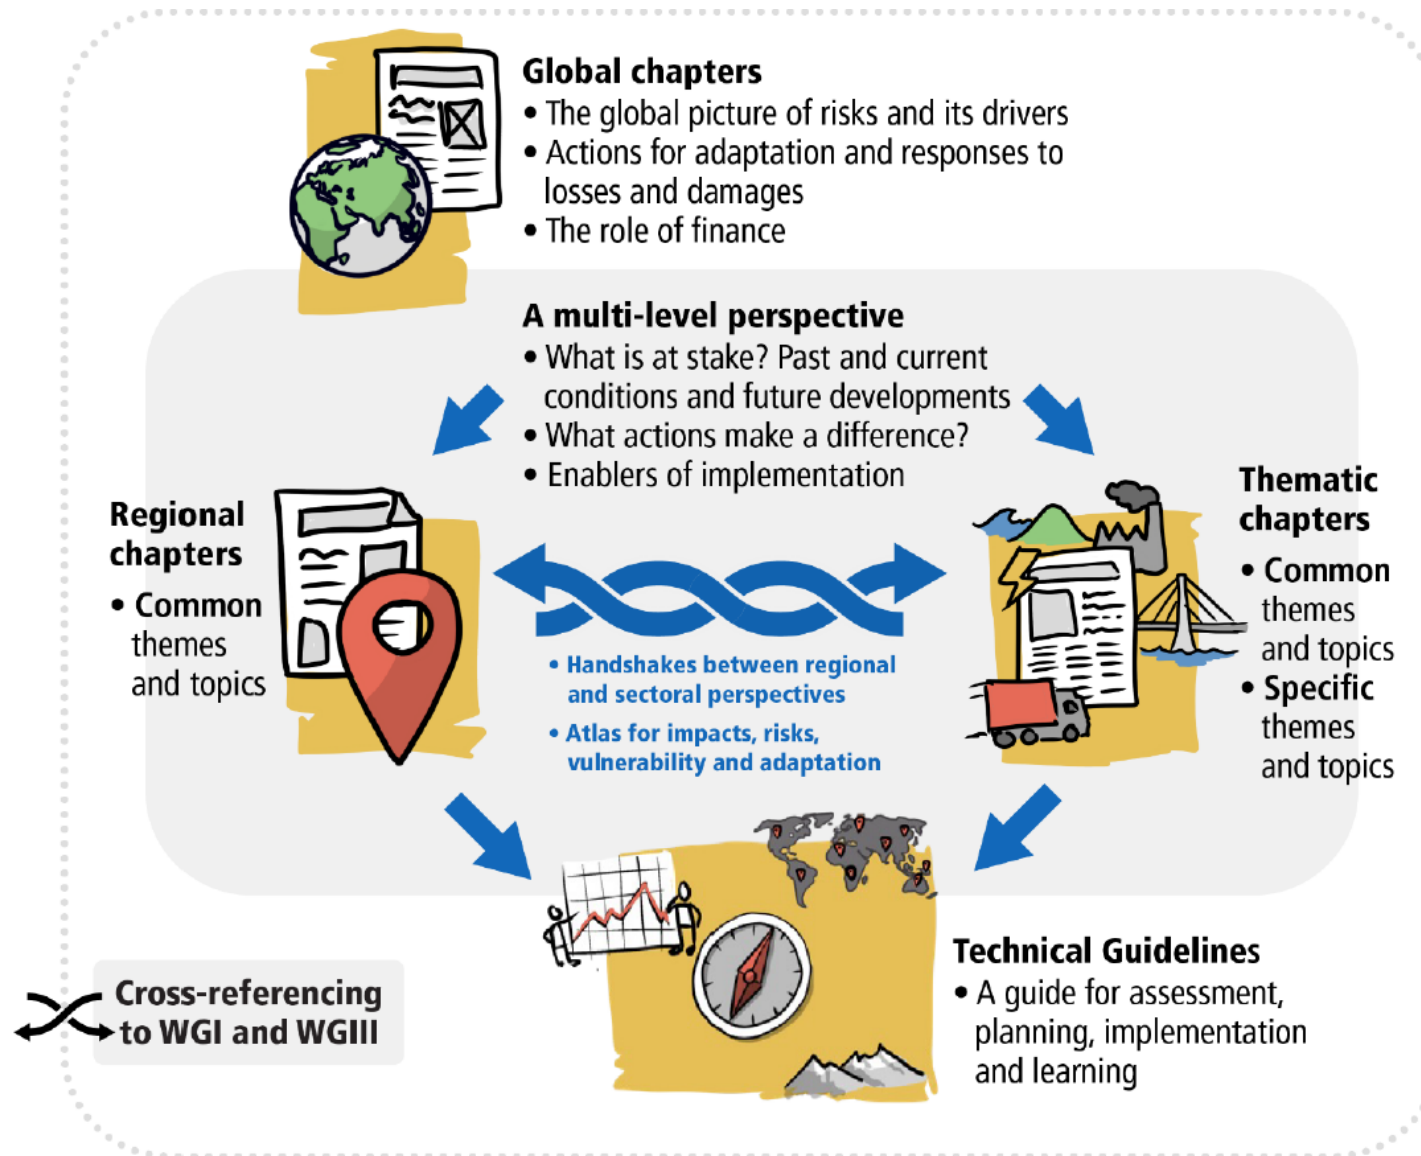 Global chapters
• The global picture of risks and its drivers
• Actions for adaptation and responses to
losses and damages
• The role of finance
A multi-level perspective
• What is at stake? Past and current
conditions and future developments
• What actions make a difference?
• Enablers of implementation
Regional
chapters
• Common
themes
and topics
• Handshakes between regional
and sectoral perspectives
• Atlas for impacts, risks,
vulnerability and adaptation
Thematic
chapters
• Common
themes
and topics
• Specific
themes
and topics
Technical Guidelines
• A guide for assessment,
planning, implementation
and learning
Cross-referencing
to WGI and WGIII